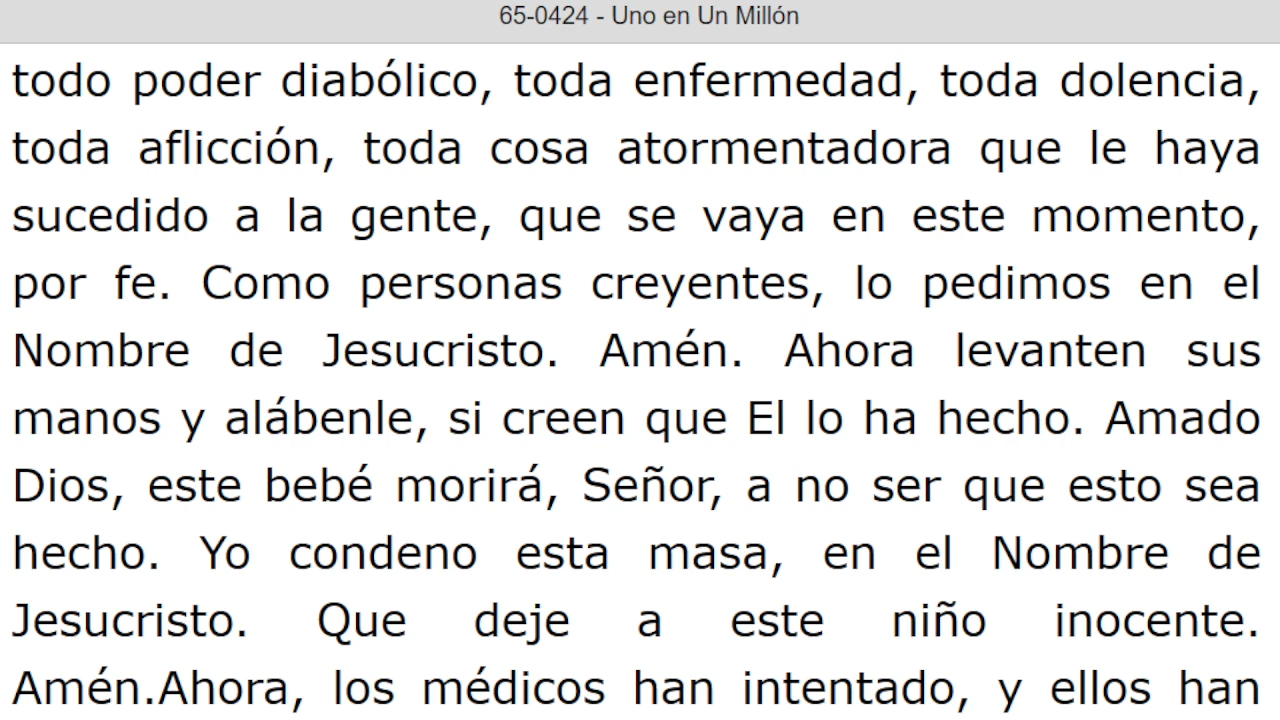 65-0424 - Uno en Un Millón
todo poder diabólico, toda enfermedad, toda dolencia,
toda aflicción, toda cosa atormentadora que le haya
sucedido a la gente, que se vaya en este momento,
por fe. Como personas creyentes, lo pedimos en el
Nombre de Jesucristo. Amén. Ahora levanten sus
manos y alábenle, si creen que El lo ha hecho. Amado
Dios, este bebé morirá, Señor, a no ser que esto sea
hecho. Yo condeno esta masa, en el Nombre de
Jesucristo. Que deje a este niño inocente.
Amén.Ahora, los médicos han intentado, y ellos han